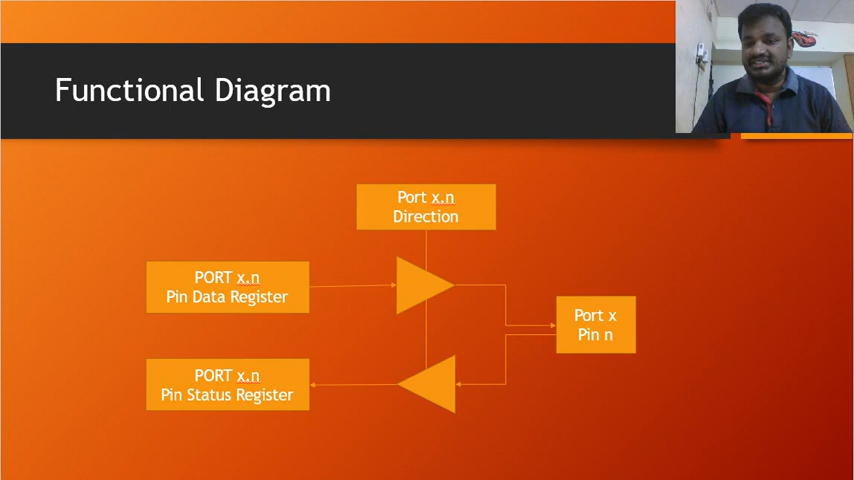 Functional Diagram
Port x.n
Direction
PORT x.n
Pin Data Register
Port x
Pin n
PORT x.n
Pin Status Register